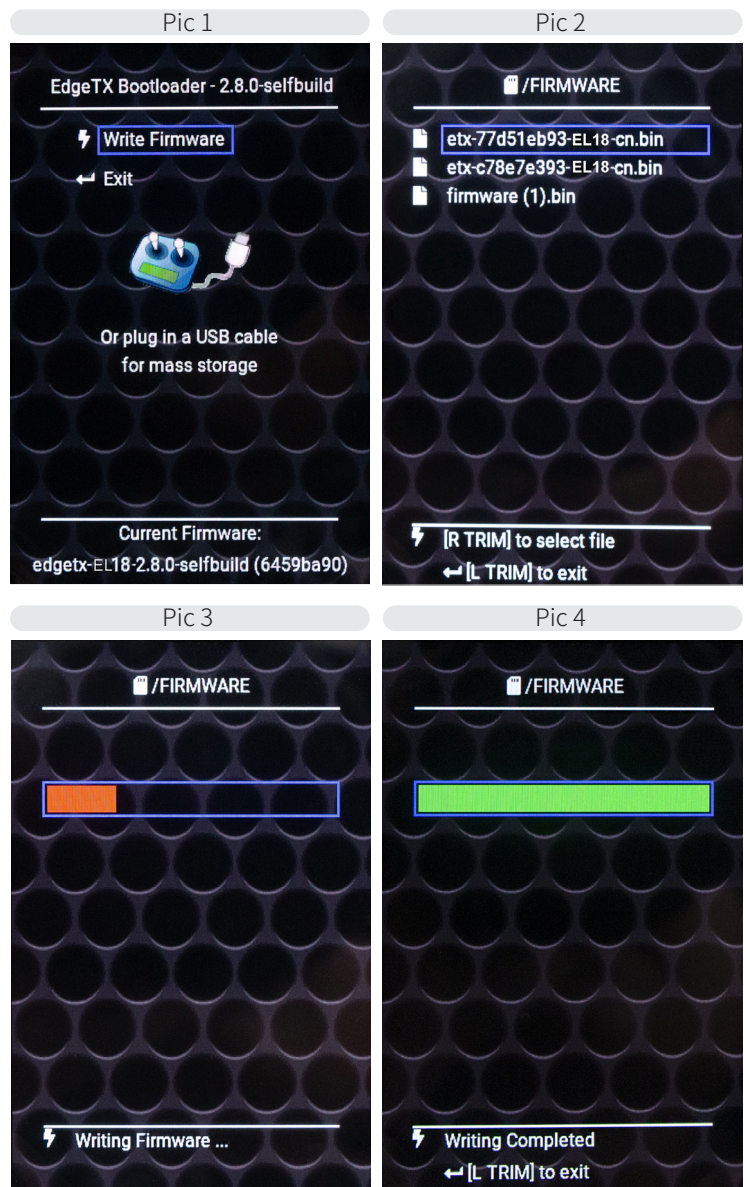 Pic 1
EdgeTX Bootloader - 2.8.0-selfbuild
Write Firmware
Exit
Or plug in a USB cable
for mass storage
Current Firmware:
edgetx-EL18-2.8.0-selfbuild (6459ba90)
Pic 2
/FIRMWARE
etx-77d51eb93-EL18-cn.bin
etx-c78e7e393-EL18-cn.bin
firmware (1).bin
[R TRIM] to select file
[L TRIM] to exit
Pic 3
/FIRMWARE
Writing Firmware ...
Pic 4
/FIRMWARE
Writing Completed
[L TRIM] to exit